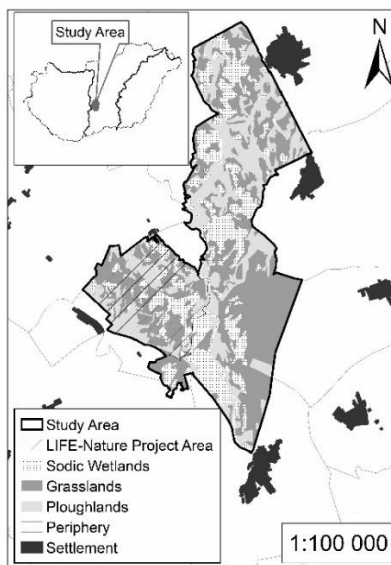 Study Area
N
Study Area
LIFE-Nature Project Area
Sodic Wetlands
Grasslands
Ploughlands
Periphery
Settlement
1:100 000